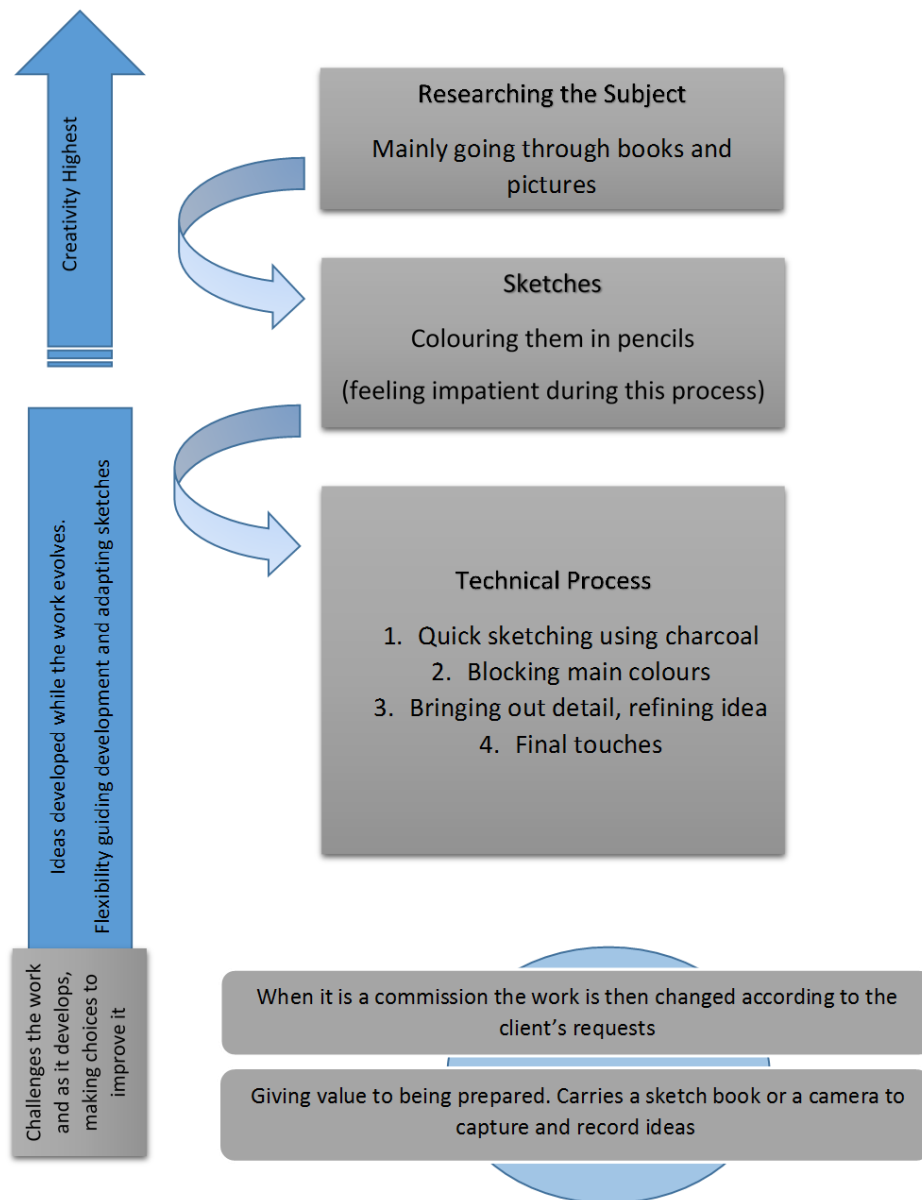 Creativity Highest
Researching the Subject
Mainly going through books and
pictures
Sketches
Colouring them in pencils
(feeling impatient during this process)
Ideas developed while the work evolves.
Flexibility guiding development and adapting sketches
Technical Process
1. Quick sketching using charcoal
2. Blocking main colours
3. Bringing out detail, refining idea
4. Final touches
Challenges the work
and as it develops,
making choices to
improve it
When it is a commission the work is then changed according to the
client’s requests
Giving value to being prepared. Carries a sketch book or a camera to
capture and record ideas